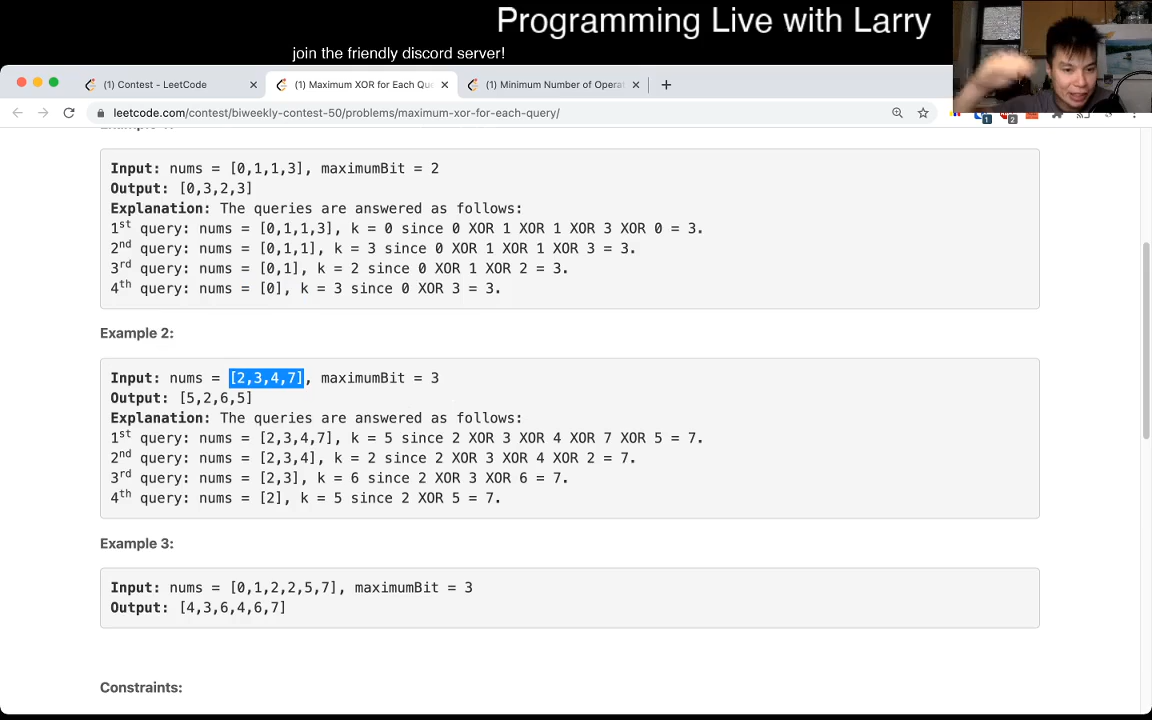 Programming Live with Larry
join the friendly discord server!
(1) Contest - LeetCode
(1) Maximum XOR for Each Que
(1) Minimum Number of Operat
leetcode.com/contest/biweekly-contest-50/problems/maximum-xor-for-each-query/
1
2
Input: nums = [0,1,1,3], maximumBit = 2
Output: [0,3,2,3]
Explanation: The queries are answered as follows:
1st query: nums = [0,1,1,3], k = 0 since 0 XOR 1 XOR 1 XOR 3 XOR 0 = 3.
2nd query: nums = [0,1,1], k = 3 since 0 XOR 1 XOR 1 XOR 3 = 3.
3rd query: nums = [0,1], k = 2 since 0 XOR 1 XOR 2 = 3.
4th query: nums = [0], k = 3 since 0 XOR 3 = 3.
Example 2:
Input: nums = [2,3,4,7], maximumBit = 3
Output: [5,2,6,5]
Explanation: The queries are answered as follows:
1st query: nums = [2,3,4,7], k = 5 since 2 XOR 3 XOR 4 XOR 7 XOR 5 = 7.
2nd query: nums = [2,3,4], k = 2 since 2 XOR 3 XOR 4 XOR 2 = 7.
3rd query: nums = [2,3], k = 6 since 2 XOR 3 XOR 6 = 7.
4th query: nums = [2], k = 5 since 2 XOR 5 = 7.
Example 3:
Input: nums = [0,1,2,2,5,7], maximumBit = 3
Output: [4,3,6,4,6,7]
Constraints: